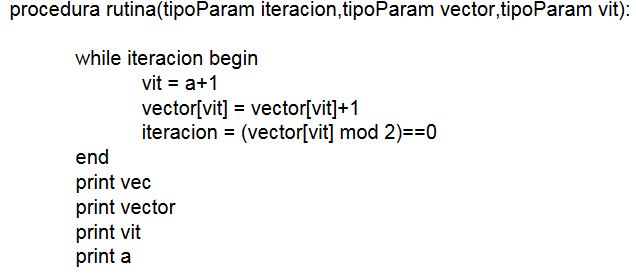 procedura rutina(tipoParam iteracion,tipoParam vector,tipoParam vit):
while iteracion begin
vit = a+1
vector[vit] = vector[vit]+1
iteracion = (vector[vit] mod 2)==0
end
print vec
print vector
print vit
print a